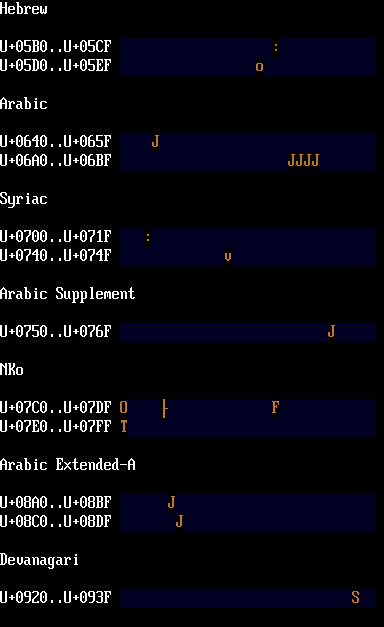 Hebrew
U+05B0..U+05CF :
U+05D0..U+05EF o
Arabic
U+0640..U+065F J
U+06A0..U+06BF JJJJ
Syriac
U+0700..U+071F :
U+0740..U+074F v
Arabic Supplement
U+0750..U+076F J
NKo
U+07C0..U+07DF O ├ F
U+07E0..U+07FF T
Arabic Extended-A
U+08A0..U+08BF J
U+08C0..U+08DF J
Devanagari
U+0920..U+093F S